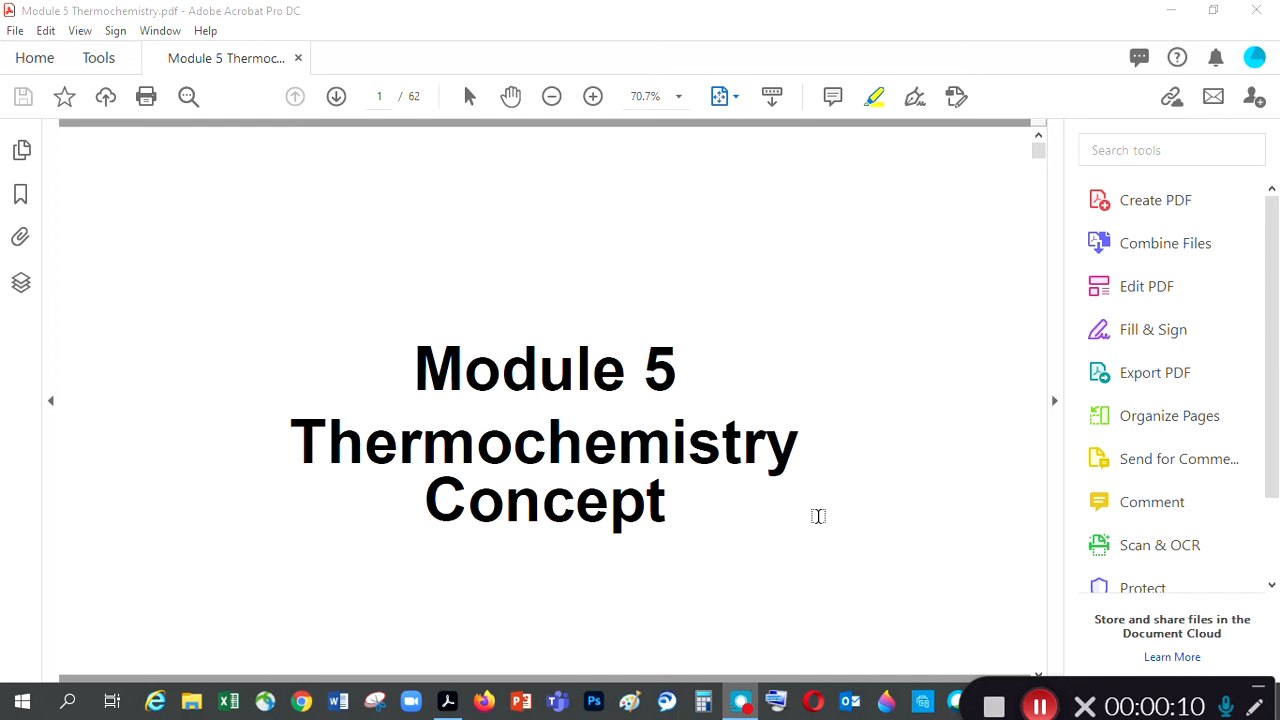 Module 5 Thermochemistry.pdf - Adobe Acrobat Pro DC
File Edit View Sign Window Help
Home Tools Module 5 Thermoc... ×
1 / 62 70.7%
Search tools
Create PDF
Combine Files
Edit PDF
Fill & Sign
Export PDF
Organize Pages
Send for Comme...
Comment
Scan & OCR
Protect
Module 5
Thermochemistry
Concept
Store and share files in the
Document Cloud
Learn More
00:00:10